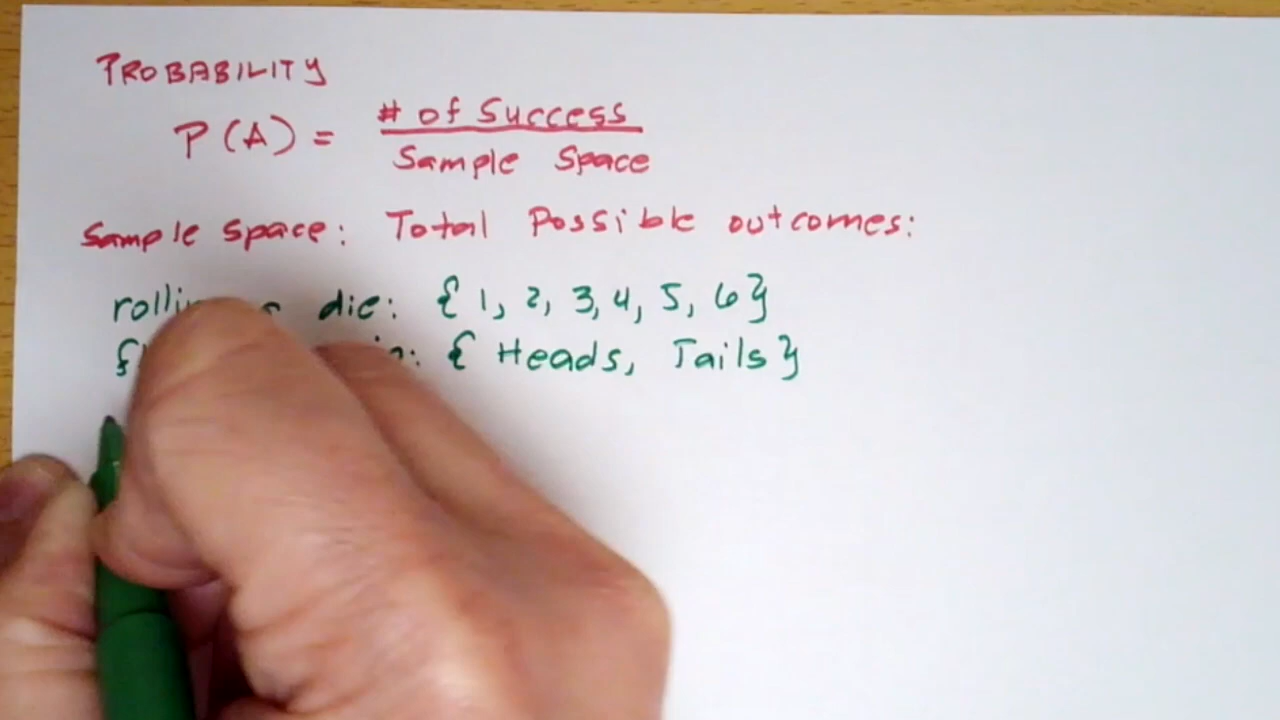 PROBABILITY
P(A) = # of Success
Sample Space
Sample Space: Total Possible outcomes:
die: { 1, 2, 3, 4, 5, 6 }
{ Heads, Tails }